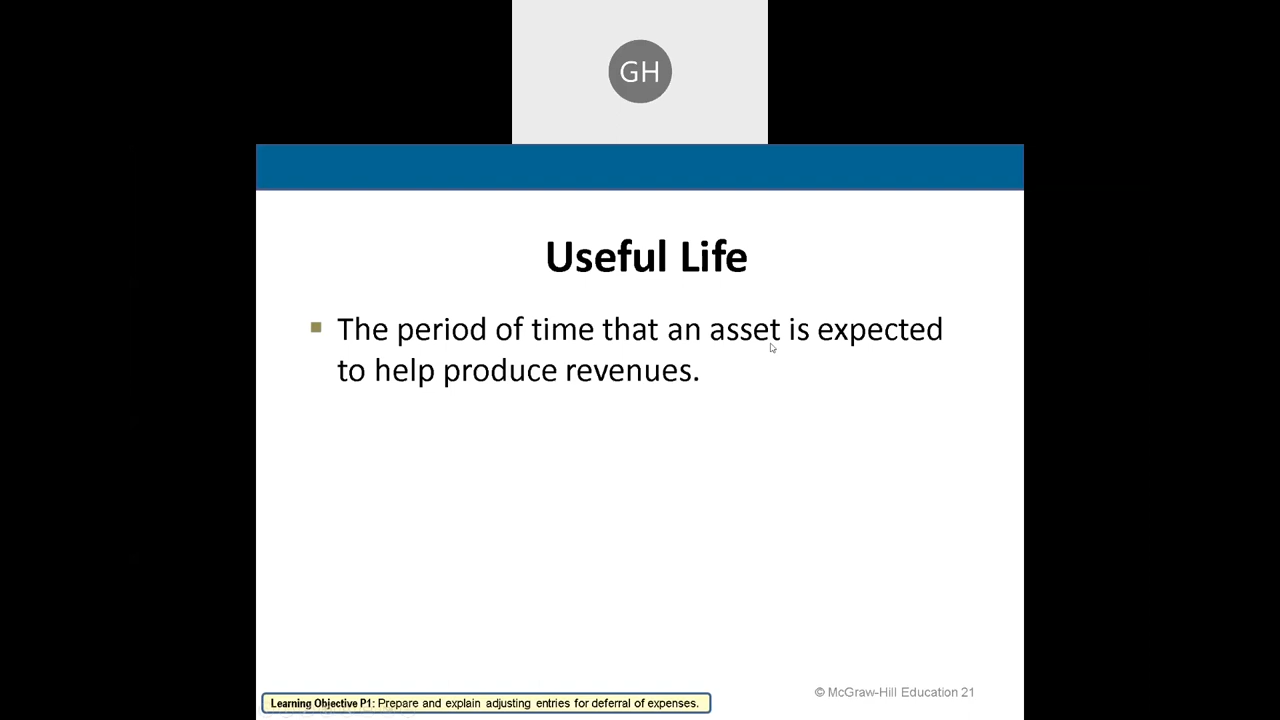 GH
Useful Life
The period of time that an asset is expected
to help produce revenues.
© McGraw-Hill Education 21
Learning Objective P1: Prepare and explain adjusting entries for deferral of expenses.